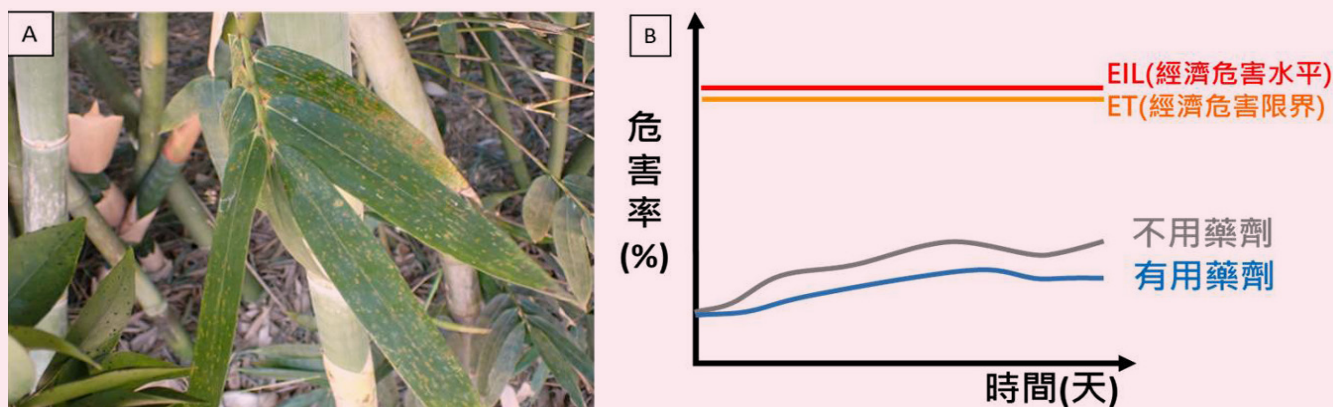 A
B
EIL(經濟危害水平)
ET(經濟危害限界)
危害率(%)
不用藥劑
有用藥劑
時間(天)